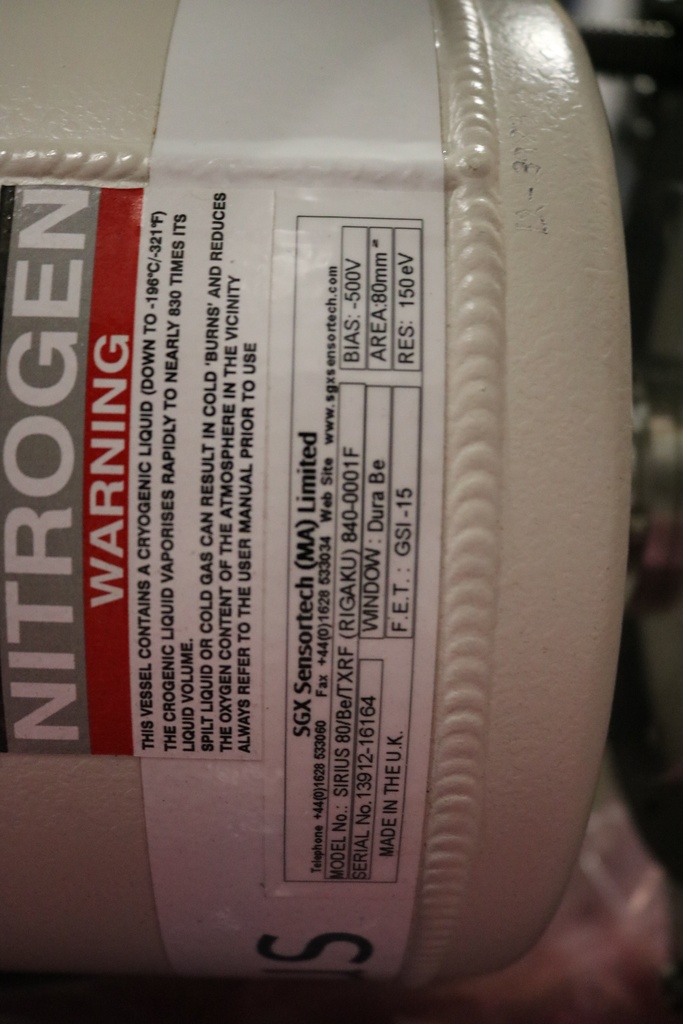 NITROGEN
WARNING
THIS VESSEL CONTAINS A CRYOGENIC LIQUID (DOWN TO -196°C/-321°F)
THE CROGENIC LIQUID VAPORISES RAPIDLY TO NEARLY 830 TIMES ITS
LIQUID VOLUME.
SPILT LIQUID OR COLD GAS CAN RESULT IN COLD 'BURNS' AND REDUCES
THE OXYGEN CONTENT OF THE ATMOSPHERE IN THE VICINITY
ALWAYS REFER TO THE USER MANUAL PRIOR TO USE
SGX Sensortech (MA) Limited
Telephone +44(0)1628 533060 Fax +44(0)1628 533034 Web Site www.sgxsensortech.com
MODEL No.: SIRIUS 80/Be/TXRF (RIGAKU) 840-0001F BIAS: -500V
SERIAL No.13912-16164 WINDOW: Dura Be AREA:80mm²
MADE IN THE U.K. F.E.T.: GSI-15 RES: 150eV